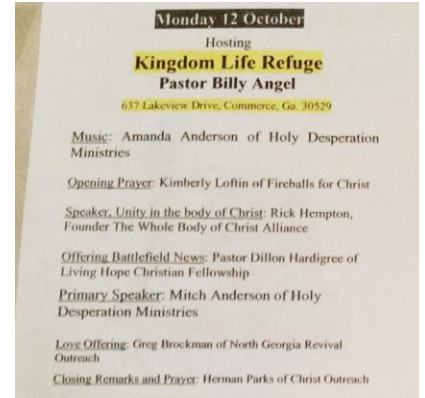 Monday 12 October
Hosting
Kingdom Life Refuge
Pastor Billy Angel
637 Lakeview Drive, Commerce, Ga. 30529
Music: Amanda Anderson of Holy Desperation
Ministries
Opening Prayer: Kimberly Loftin of Fireballs for Christ
Speaker, Unity in the body of Christ: Rick Hempton,
Founder The Whole Body of Christ Alliance
Offering Battlefield News: Pastor Dillon Hardigree of
Living Hope Christian Fellowship
Primary Speaker: Mitch Anderson of Holy
Desperation Ministries
Love Offering: Greg Brockman of North Georgia Revival
Outreach
Closing Remarks and Prayer: Herman Parks of Christ Outreach